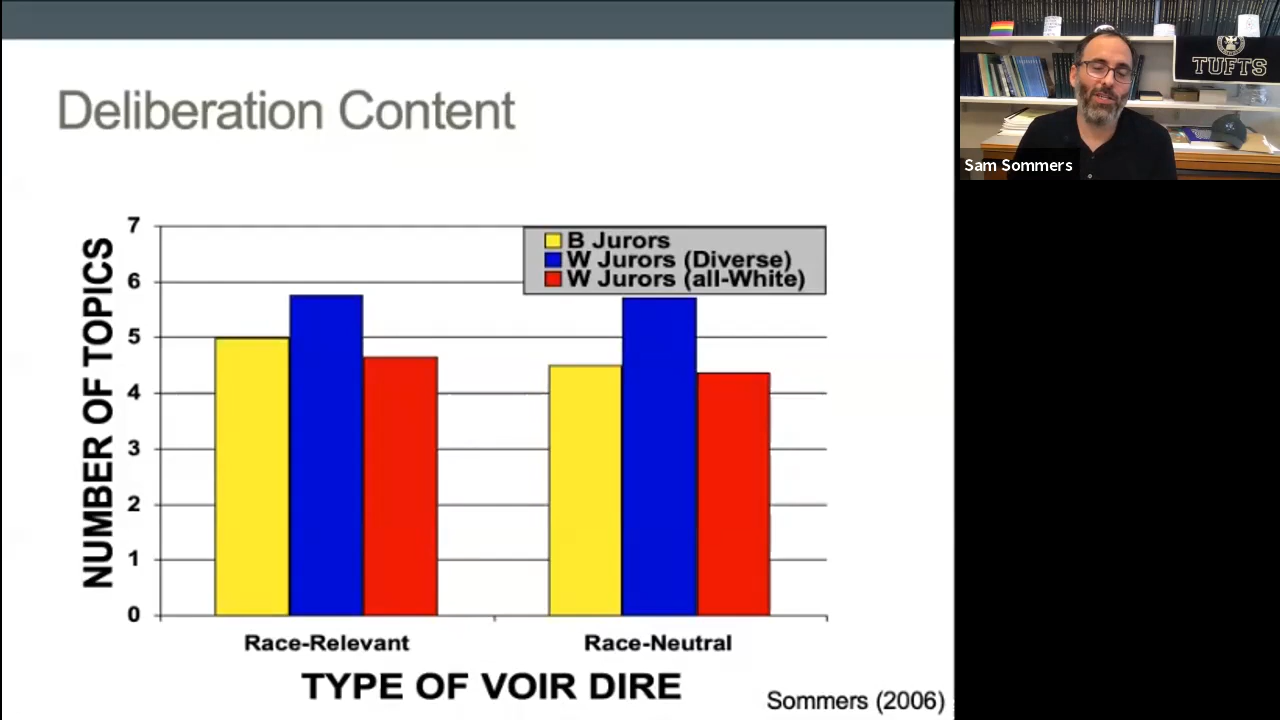 Deliberation Content
NUMBER OF TOPICS
7
6
5
4
3
2
1
0
B Jurors
W Jurors (Diverse)
W Jurors (all-White)
Race-Relevant
Race-Neutral
TYPE OF VOIR DIRE
Sommers (2006)
TUFTS
Sam Sommers